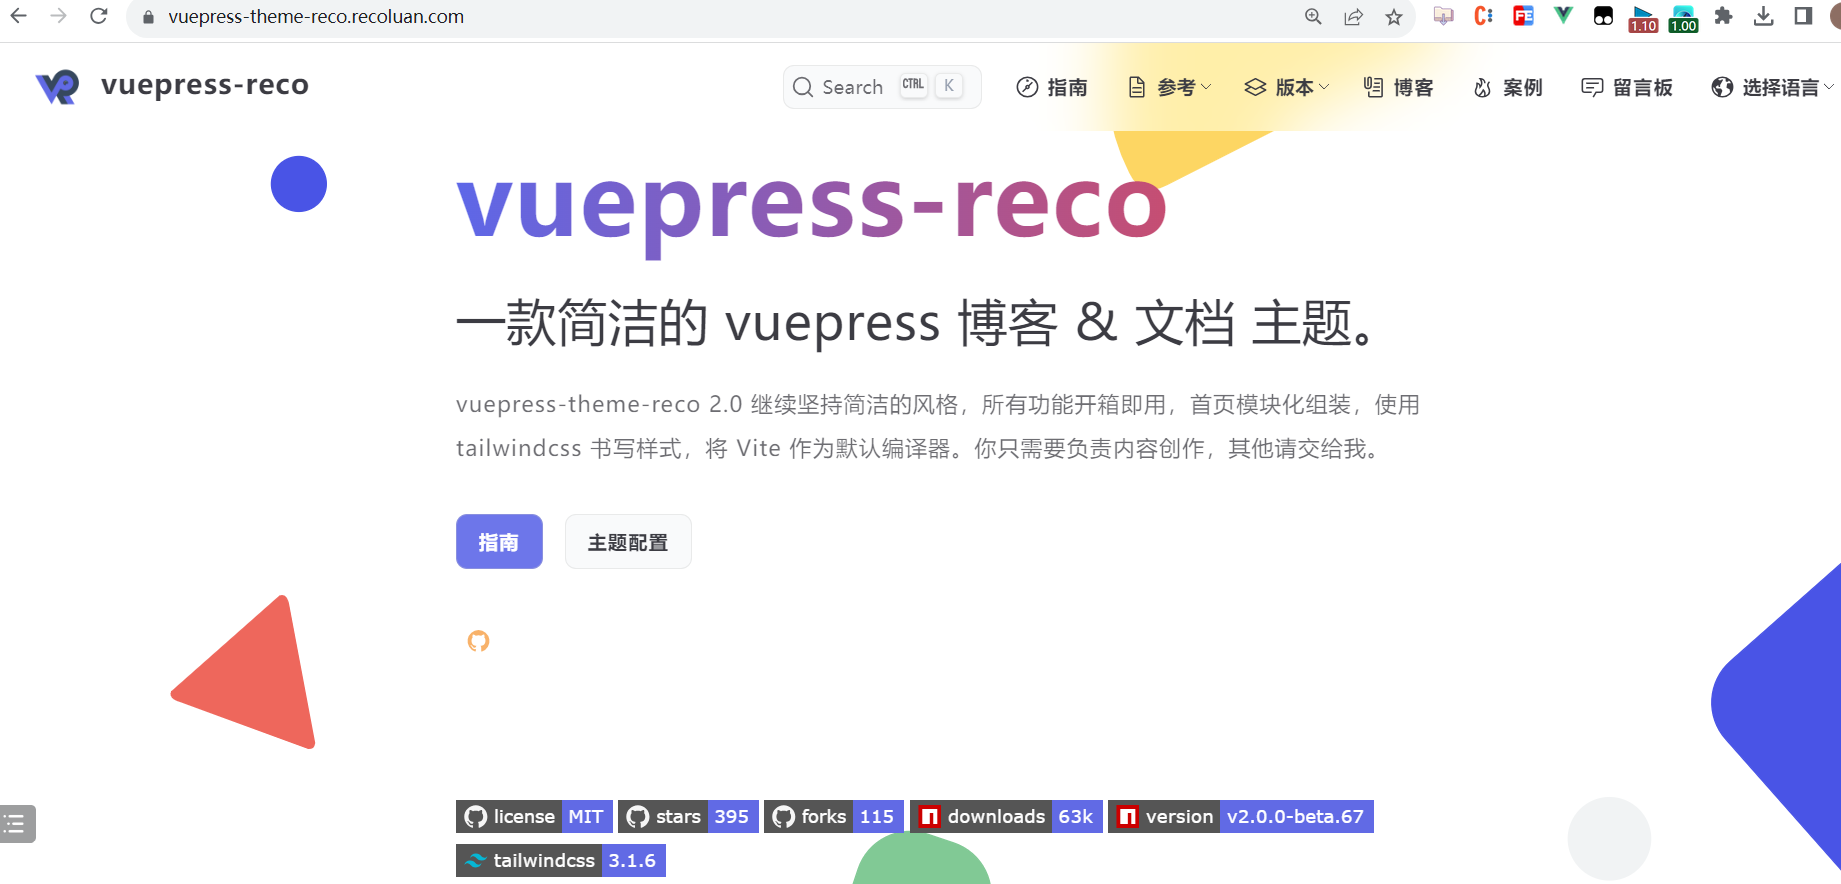 vuepress-theme-reco.recoluan.com
1.10
1.00
vuepress-reco
Search CTRL K
指南
参考
版本
博客
案例
留言板
选择语言
vuepress-reco
一款简洁的 vuepress 博客 & 文档 主题。
vuepress-theme-reco 2.0 继续坚持简洁的风格，所有功能开箱即用，首页模块化组装，使用
tailwindcss 书写样式，将 Vite 作为默认编译器。你只需要负责内容创作，其他请交给我。
指南
主题配置
license MIT
stars 395
forks 115
downloads 63k
version v2.0.0-beta.67
tailwindcss 3.1.6